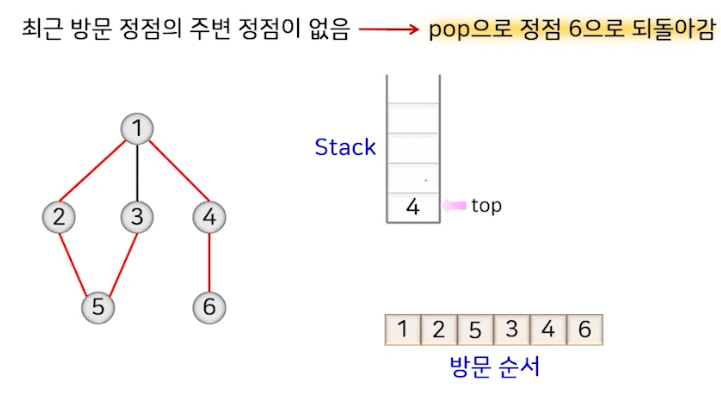 최근 방문 정점의 주변 정점이 없음 → pop으로 정점 6으로 되돌아감
1
Stack
2 3 4
4 top
5 6
1 2 5 3 4 6
방문 순서